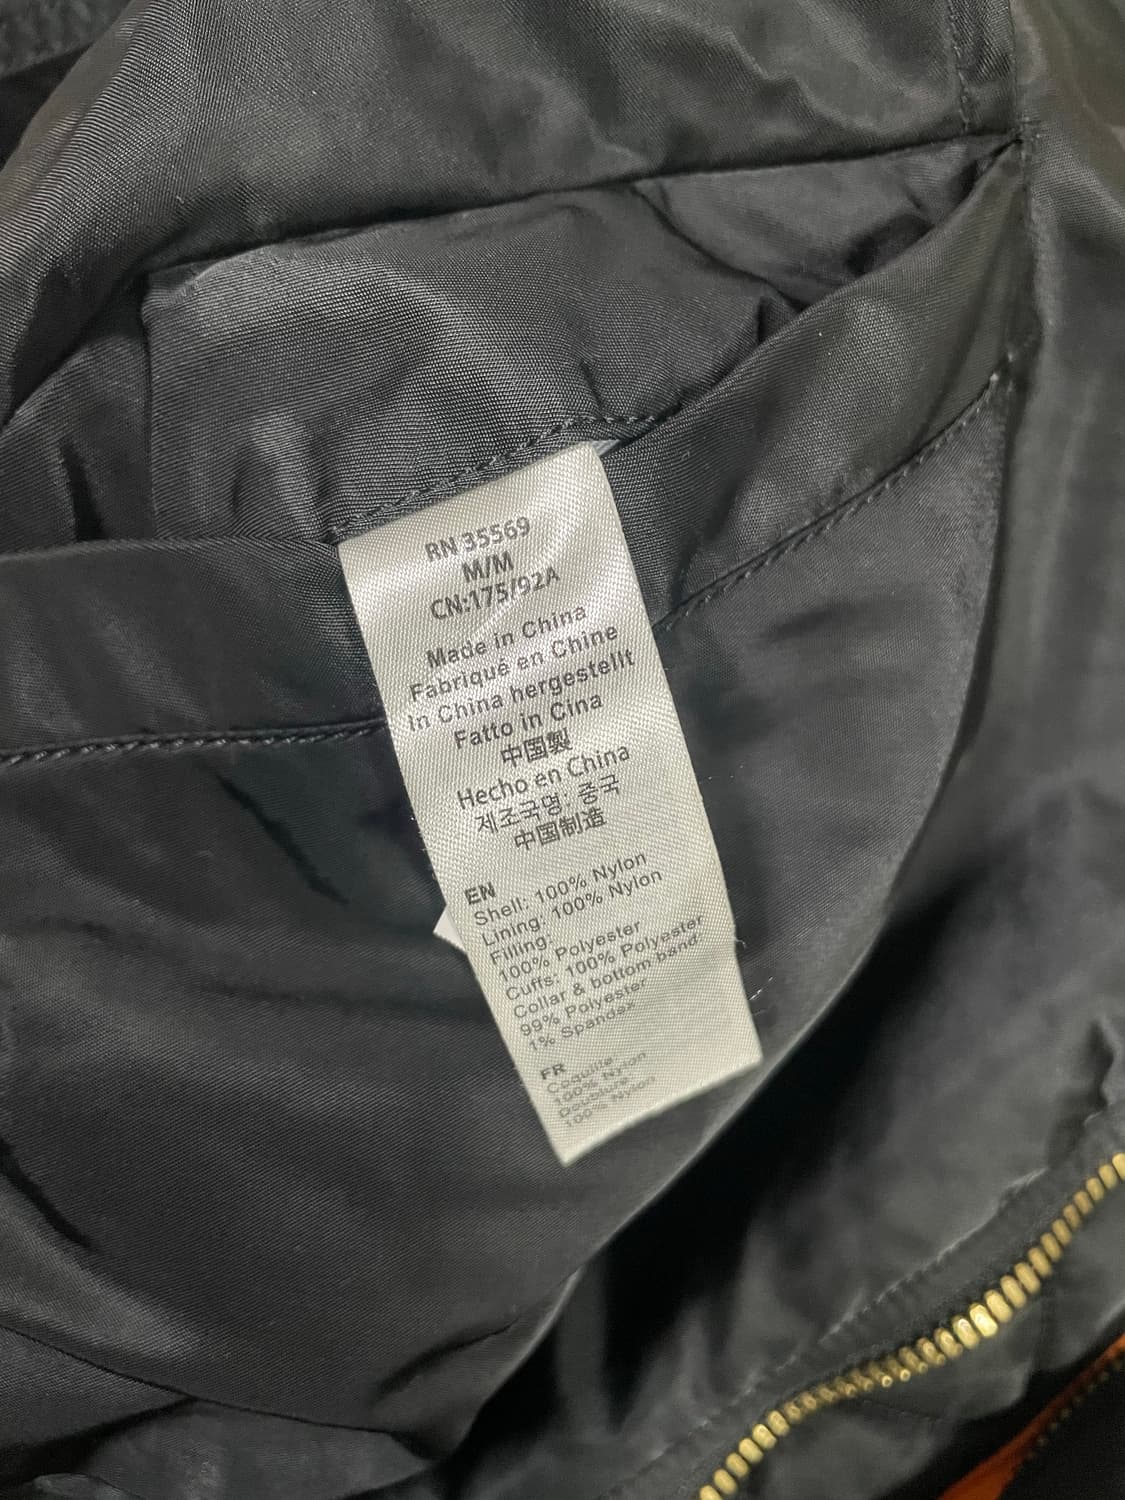 RN 35569
M/M
CN:175/92A
Made in China
Fabriqué en Chine
In China hergestellt
Fatto in Cina
中国製
Hecho en China
제조국명: 중국
中国制造
EN
Shell: 100% Nylon
Lining: 100% Nylon
Filling:
100% Polyester
Cuffs: 100% Polyester
Collar & bottom band:
99% Polyester
1% Spandex
FR
Coquille:
100% Nylon
Doublure:
100% Nylon